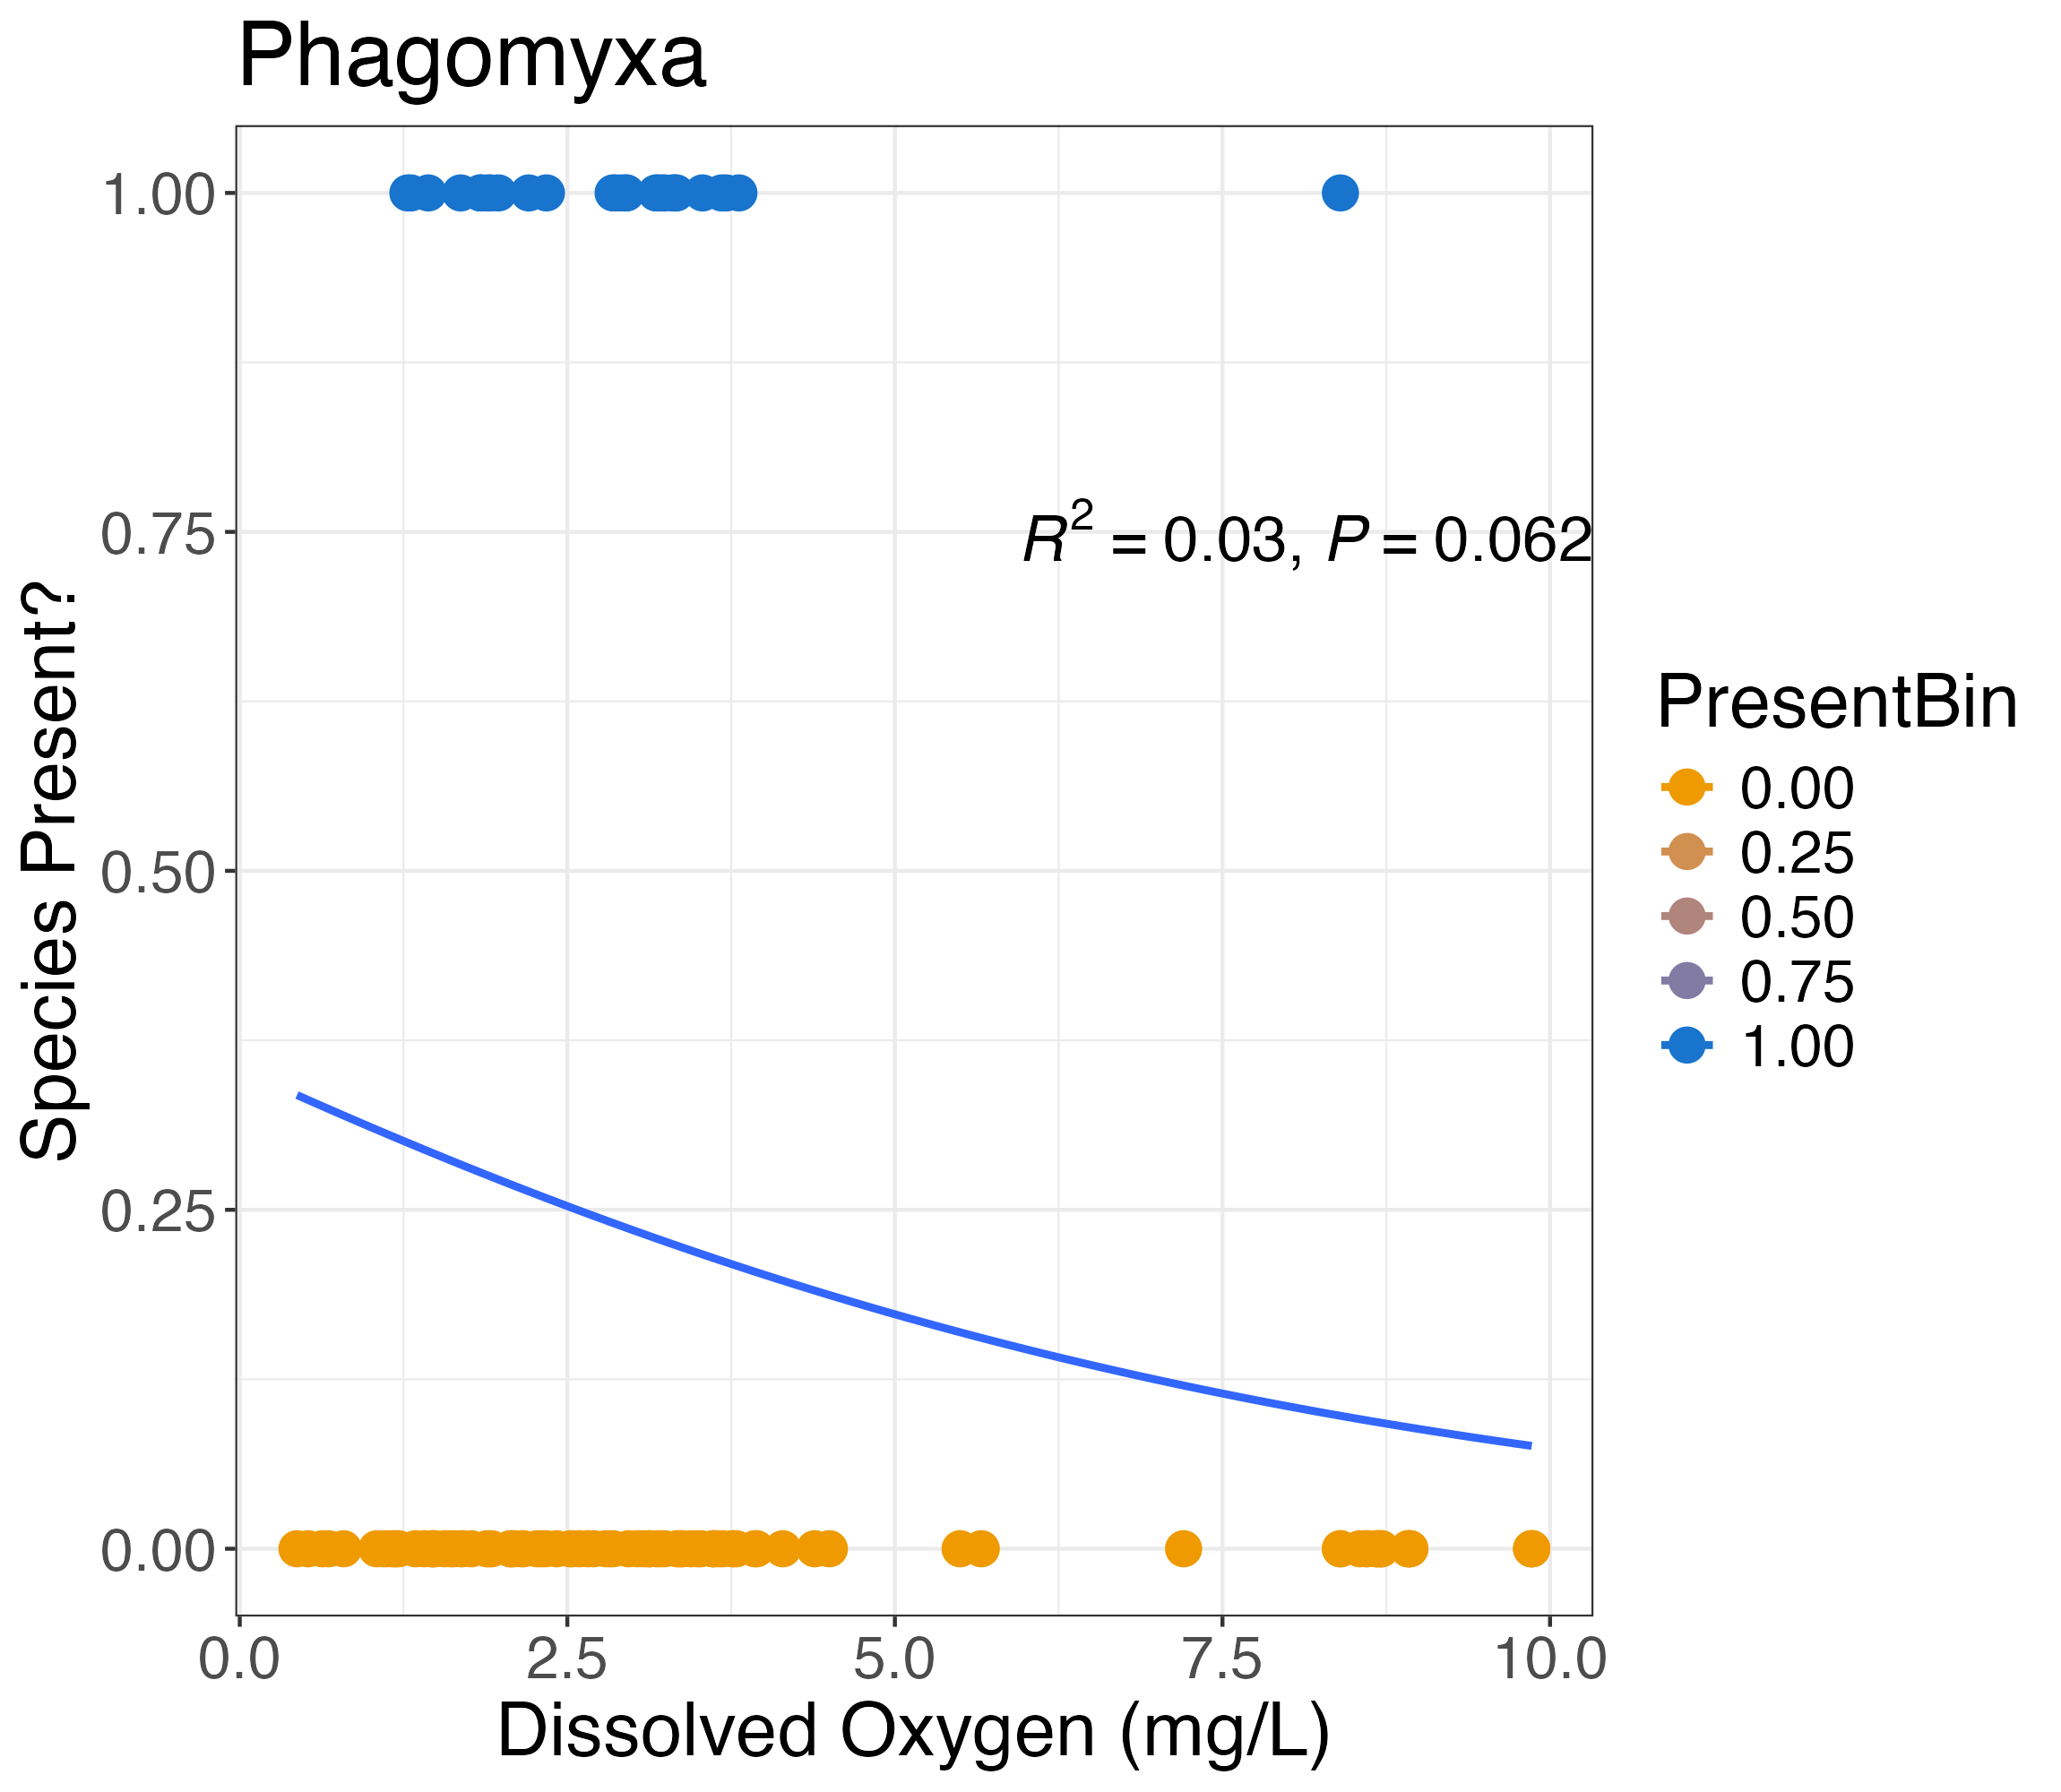 Phagomyxa
1.00
0.75
0.50
0.25
0.00
Species Present?
R² = 0.03, P = 0.062
0.0 2.5 5.0 7.5 10.0
Dissolved Oxygen (mg/L)
PresentBin
0.00
0.25
0.50
0.75
1.00